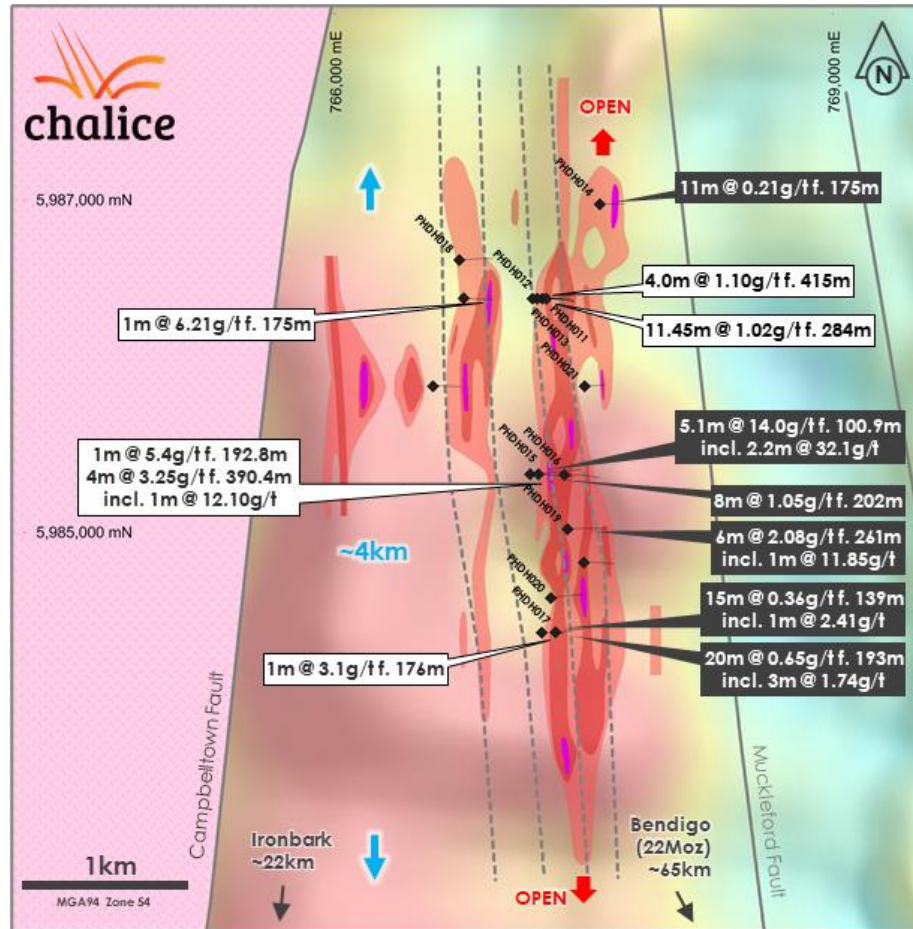 chalice
766,000 mE
769,000 mE
N
OPEN
5,987,000 mN
PHDH014
11m @ 0.21g/t f. 175m
PHDH018
PHDH012
4.0m @ 1.10g/t f. 415m
1m @ 6.21g/t f. 175m
PHDH011
PHDH013
11.45m @ 1.02g/t f. 284m
PHDH021
5.1m @ 14.0g/t f. 100.9m
incl. 2.2m @ 32.1g/t
1m @ 5.4g/t f. 192.8m
4m @ 3.25g/t f. 390.4m
incl. 1m @ 12.10g/t
PHDH015
PHDH016
8m @ 1.05g/t f. 202m
PHDH019
5,985,000 mN
6m @ 2.08g/t f. 261m
incl. 1m @ 11.85g/t
~4km
PHDH020
15m @ 0.36g/t f. 139m
incl. 1m @ 2.41g/t
PHDH017
1m @ 3.1g/t f. 176m
20m @ 0.65g/t f. 193m
incl. 3m @ 1.74g/t
Campbelltown Fault
Muckleford Fault
Ironbark
~22km
Bendigo
(22Moz)
~65km
1km
MGA94 Zone 54
OPEN